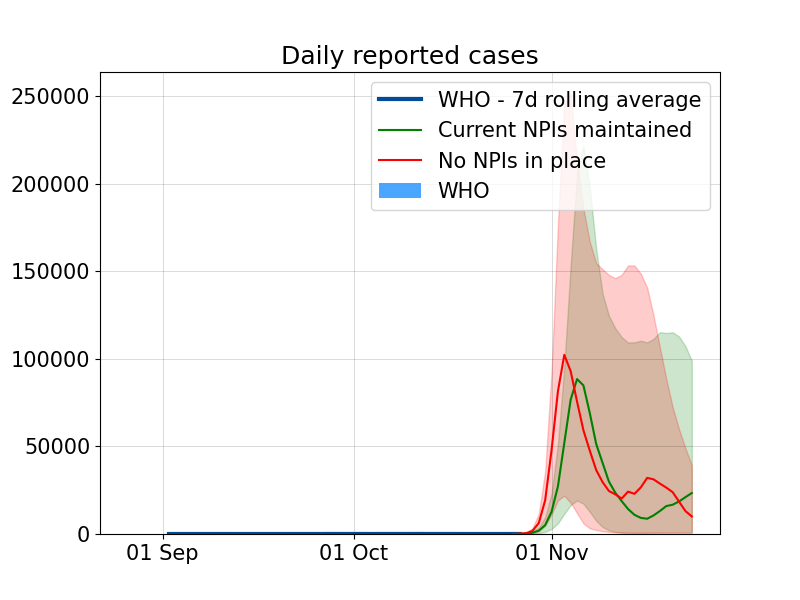 Daily reported cases
WHO - 7d rolling average
Current NPIs maintained
No NPIs in place
WHO
250000
200000
150000
100000
50000
0
01 Sep
01 Oct
01 Nov